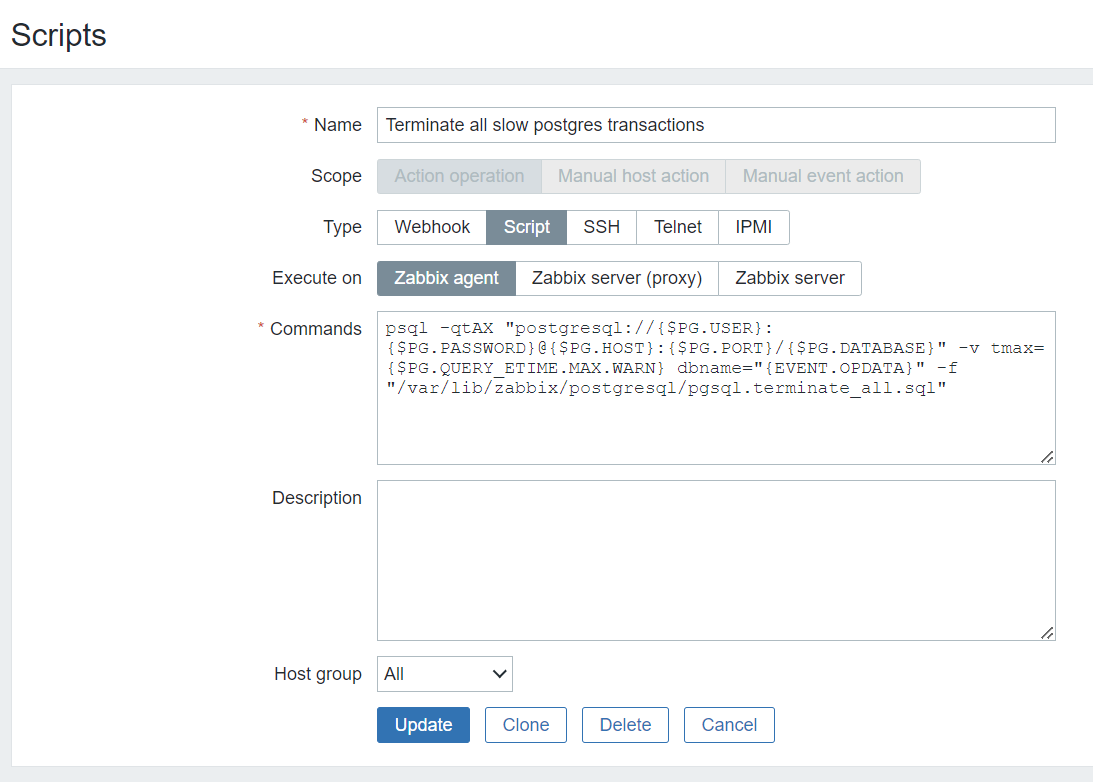 Scripts
* Name
Terminate all slow postgres transactions
Scope
Action operation
Manual host action
Manual event action
Type
Webhook
Script
SSH
Telnet
IPMI
Execute on
Zabbix agent
Zabbix server (proxy)
Zabbix server
* Commands
psql -qtAX "postgresql://{$PG.USER}:
{$PG.PASSWORD}@{$PG.HOST}:{$PG.PORT}/{$PG.DATABASE}" -v tmax=
{$PG.QUERY_ETIME.MAX.WARN} dbname="{EVENT.OPDATA}" -f
"/var/lib/zabbix/postgresql/pgsql.terminate_all.sql"
Description
Host group
All
Update
Clone
Delete
Cancel